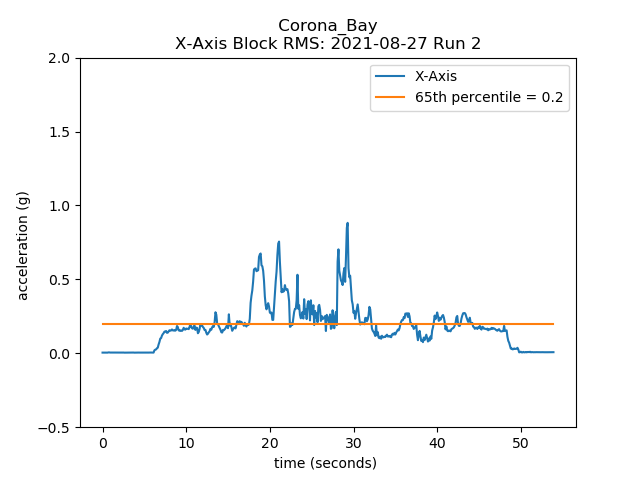 Corona_Bay
X-Axis Block RMS: 2021-08-27 Run 2
2.0
1.5
1.0
0.5
0.0
−0.5
acceleration (g)
X-Axis
65th percentile = 0.2
0
10
20
30
40
50
time (seconds)